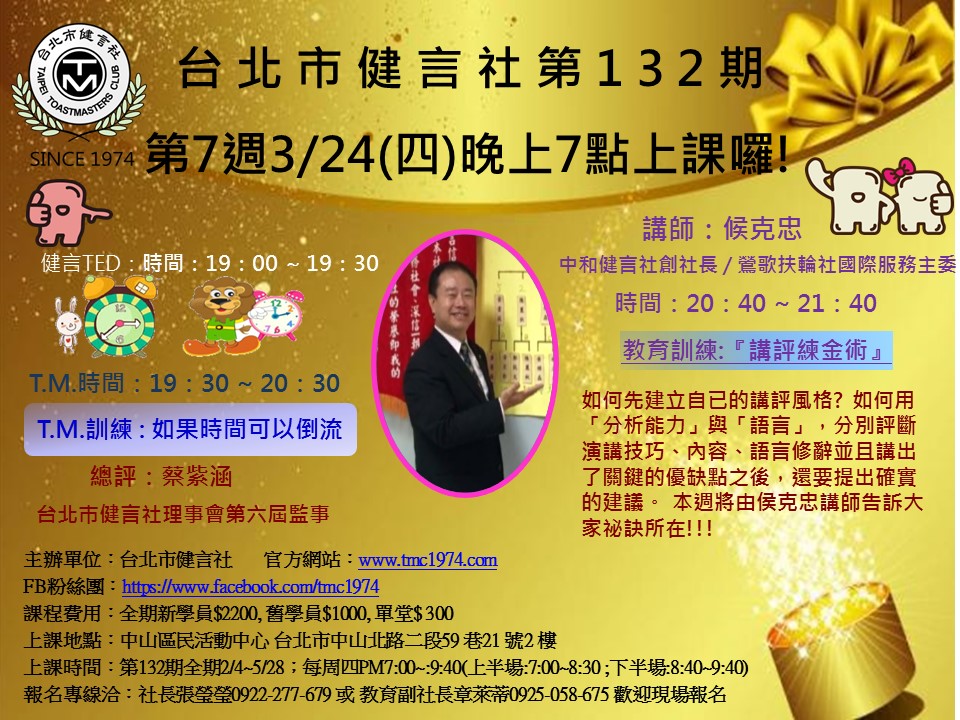 台北市健言社
TAIPEI TOASTMASTERS CLUB
SINCE 1974
台北市健言社第132期
第7週3/24(四)晚上7點上課囉!
健言TED：時間：19：00 ~ 19：30
T.M.時間：19：30 ~ 20：30
T.M.訓練 : 如果時間可以倒流
總評：蔡紫涵
台北市健言社理事會第六屆監事
講師：候克忠
中和健言社創社長 / 鶯歌扶輪社國際服務主委
時間：20：40 ~ 21：40
教育訓練:『講評練金術』
如何先建立自已的講評風格? 如何用
「分析能力」與「語言」，分別評斷
演講技巧、內容、語言修辭並且講出
了關鍵的優缺點之後，還要提出確實
的建議。 本週將由侯克忠講師告訴大
家祕訣所在!!!
主辦單位：台北市健言社 官方網站：www.tmc1974.com
FB粉絲團：https://www.facebook.com/tmc1974
課程費用：全期新學員$2200, 舊學員$1000, 單堂$ 300
上課地點：中山區民活動中心 台北市中山北路二段59 巷21 號2 樓
上課時間：第132期全期2/4~5/28；每周四PM7:00~:9:40(上半場:7:00~8:30 ;下半場:8:40~9:40)
報名專線洽：社長張瑩瑩0922-277-679 或 教育副社長章萊蒂0925-058-675 歡迎現場報名